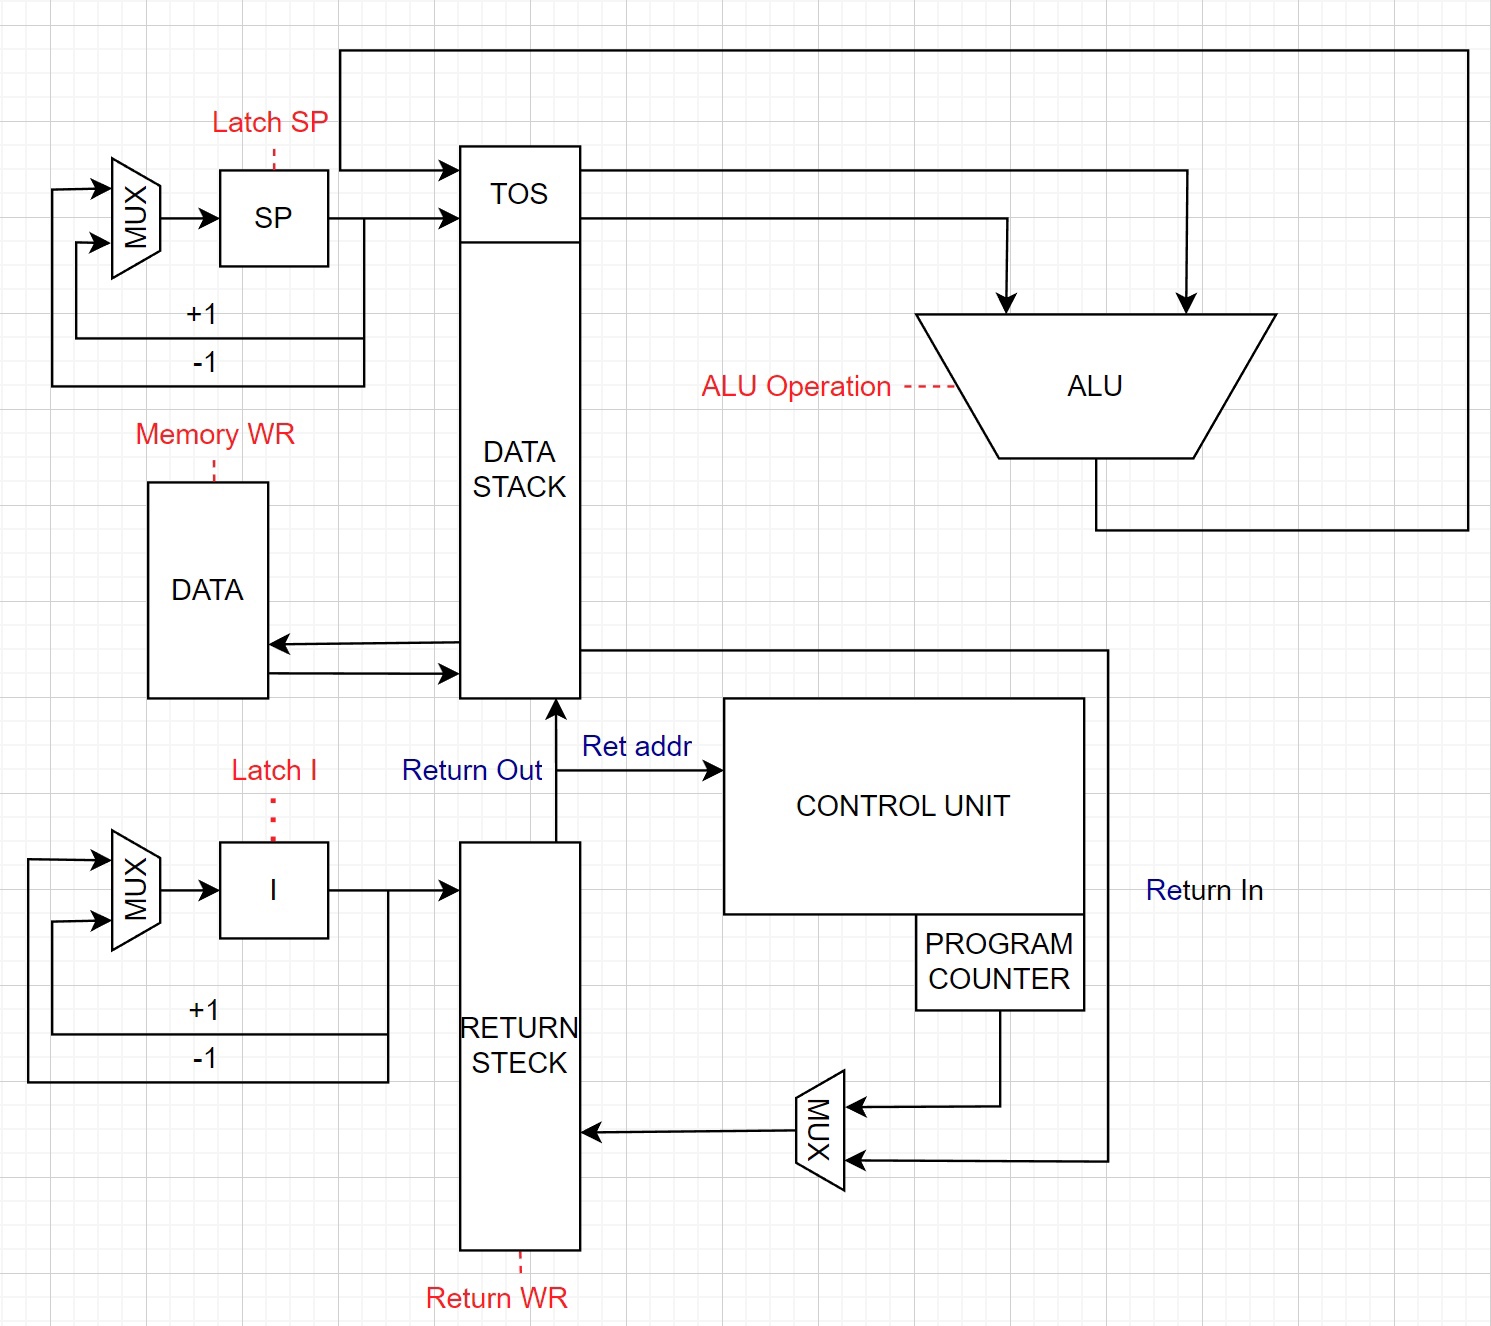 Latch SP
MUX
SP
TOS
+1
-1
ALU Operation
ALU
Memory WR
DATA
STACK
DATA
Ret addr
Return Out
Latch I
CONTROL UNIT
MUX
I
Return In
PROGRAM
COUNTER
+1
-1
RETURN
STECK
MUX
Return WR